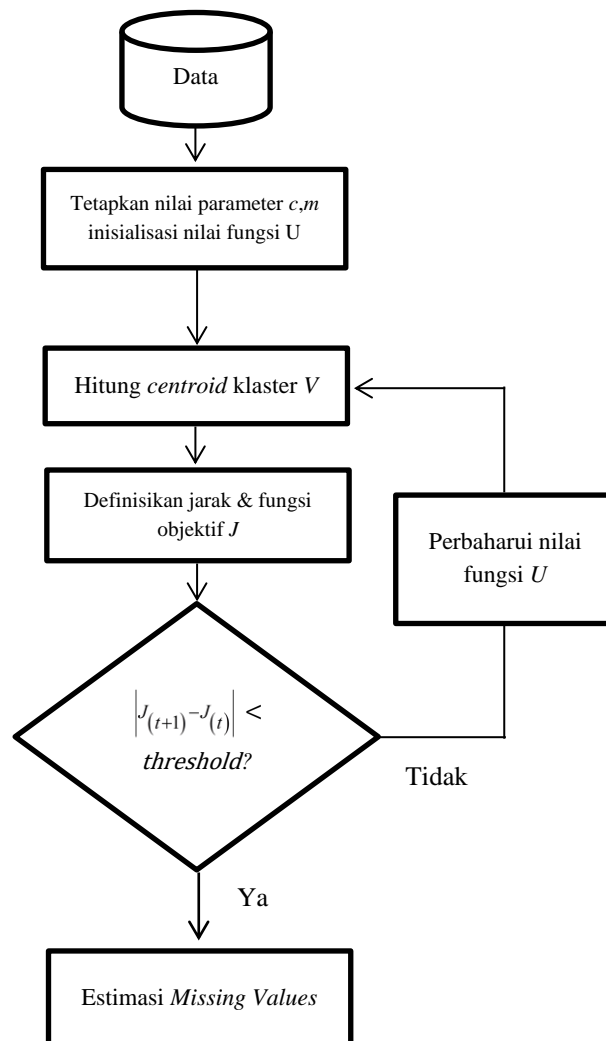 Data
Tetapkan nilai parameter c,m
inisialisasi nilai fungsi U
Hitung centroid klaster V
Definisikan jarak & fungsi
objektif J
Perbaharui nilai
fungsi U
|J(t+1)−J(t)| <
threshold?
Tidak
Ya
Estimasi Missing Values